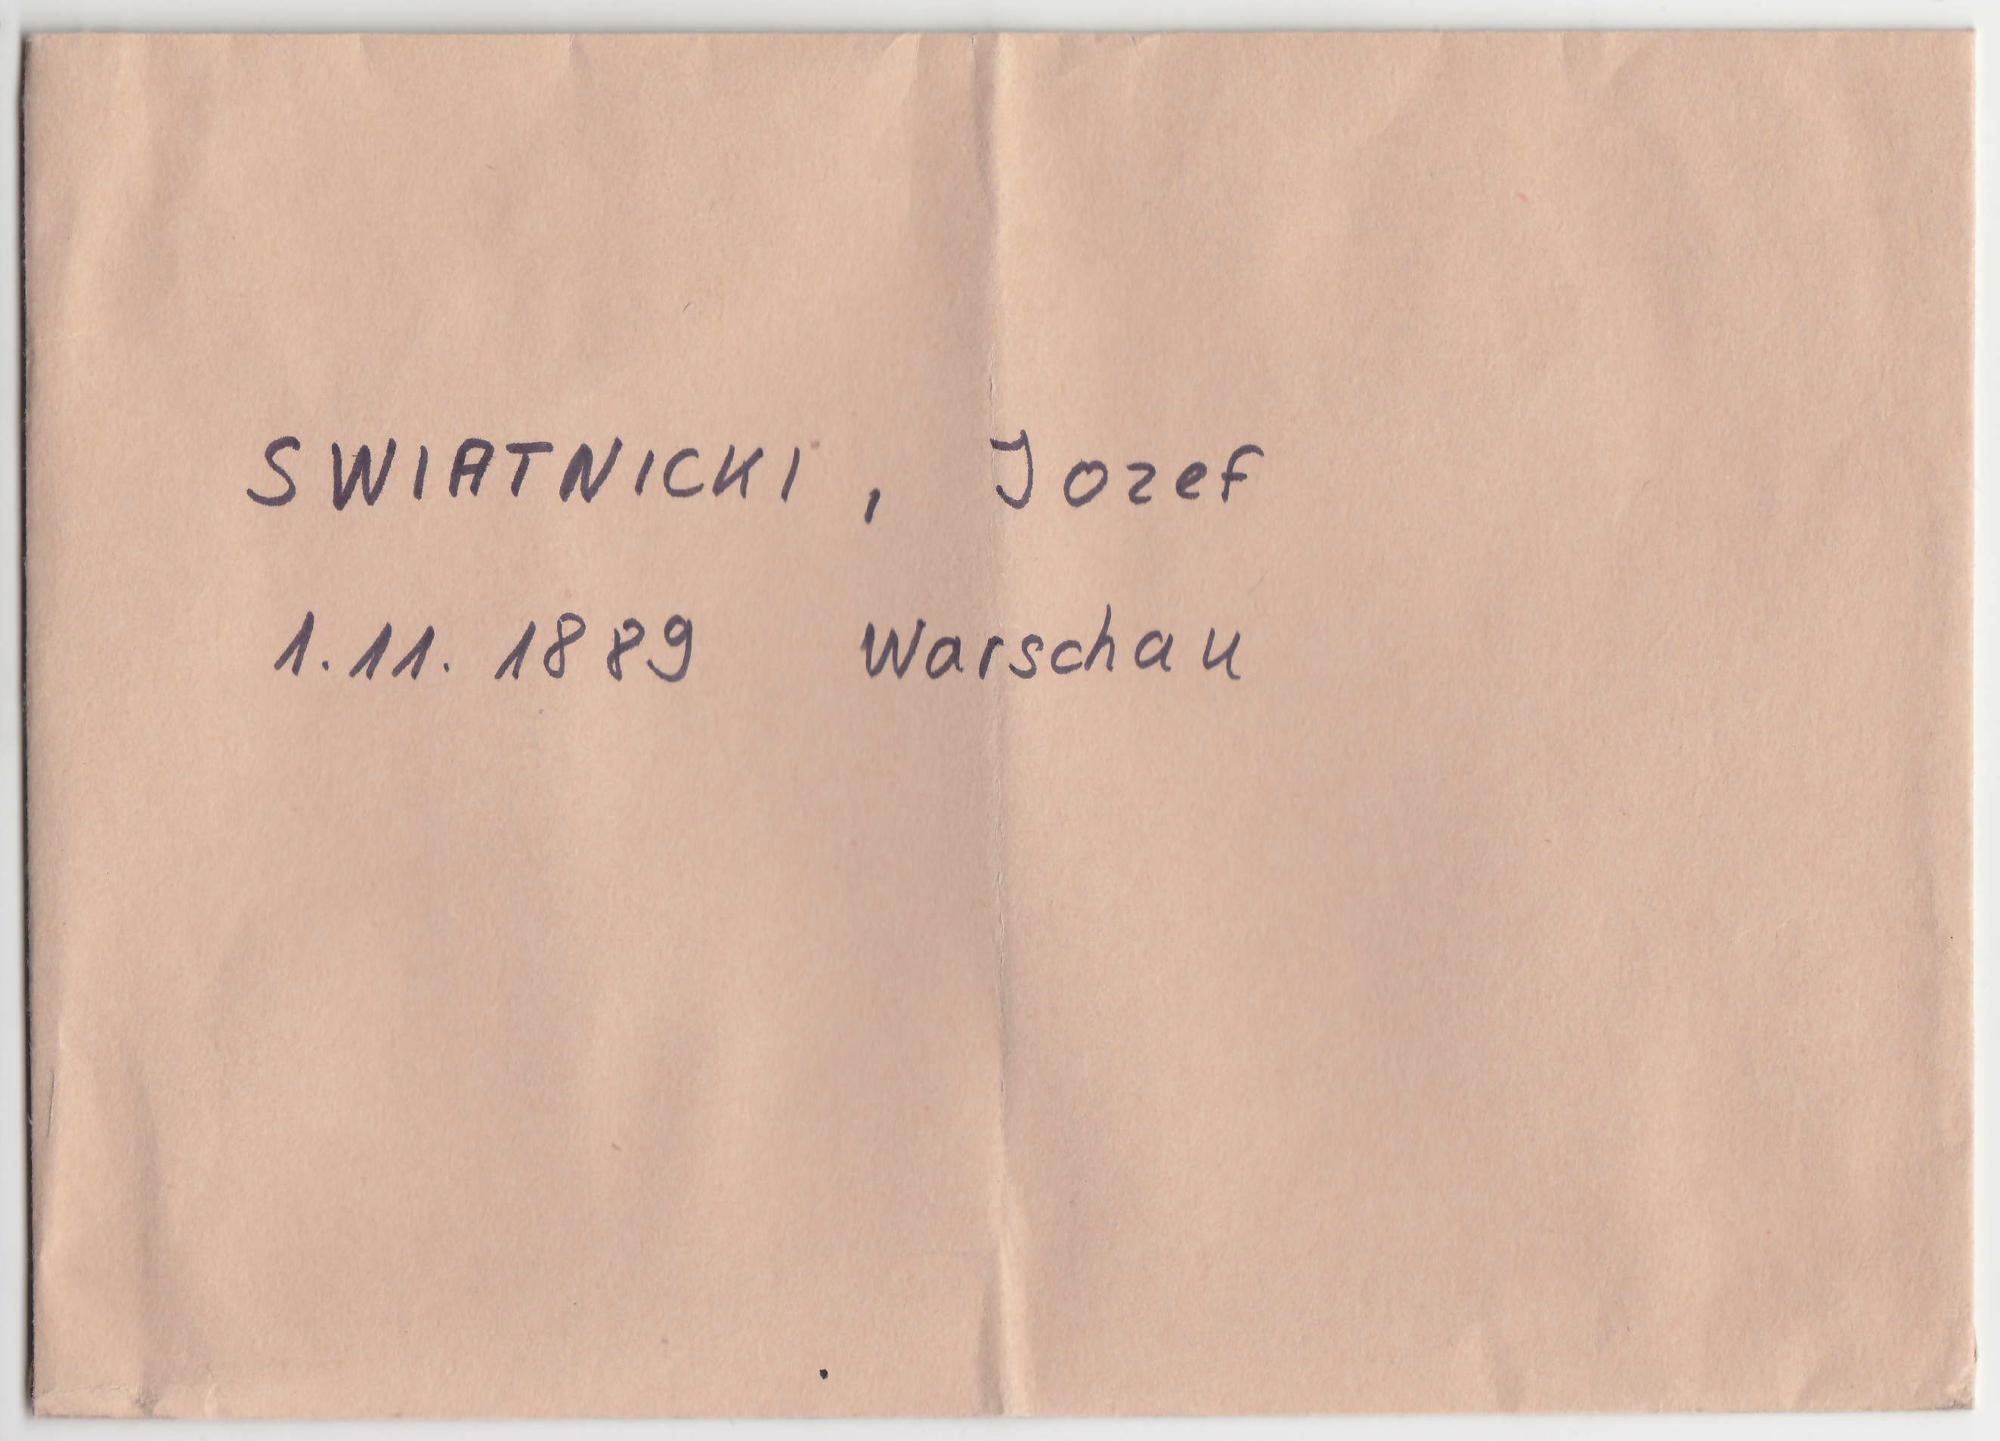 SWIATNICKI, Jozef
1.11.1889 Warschau